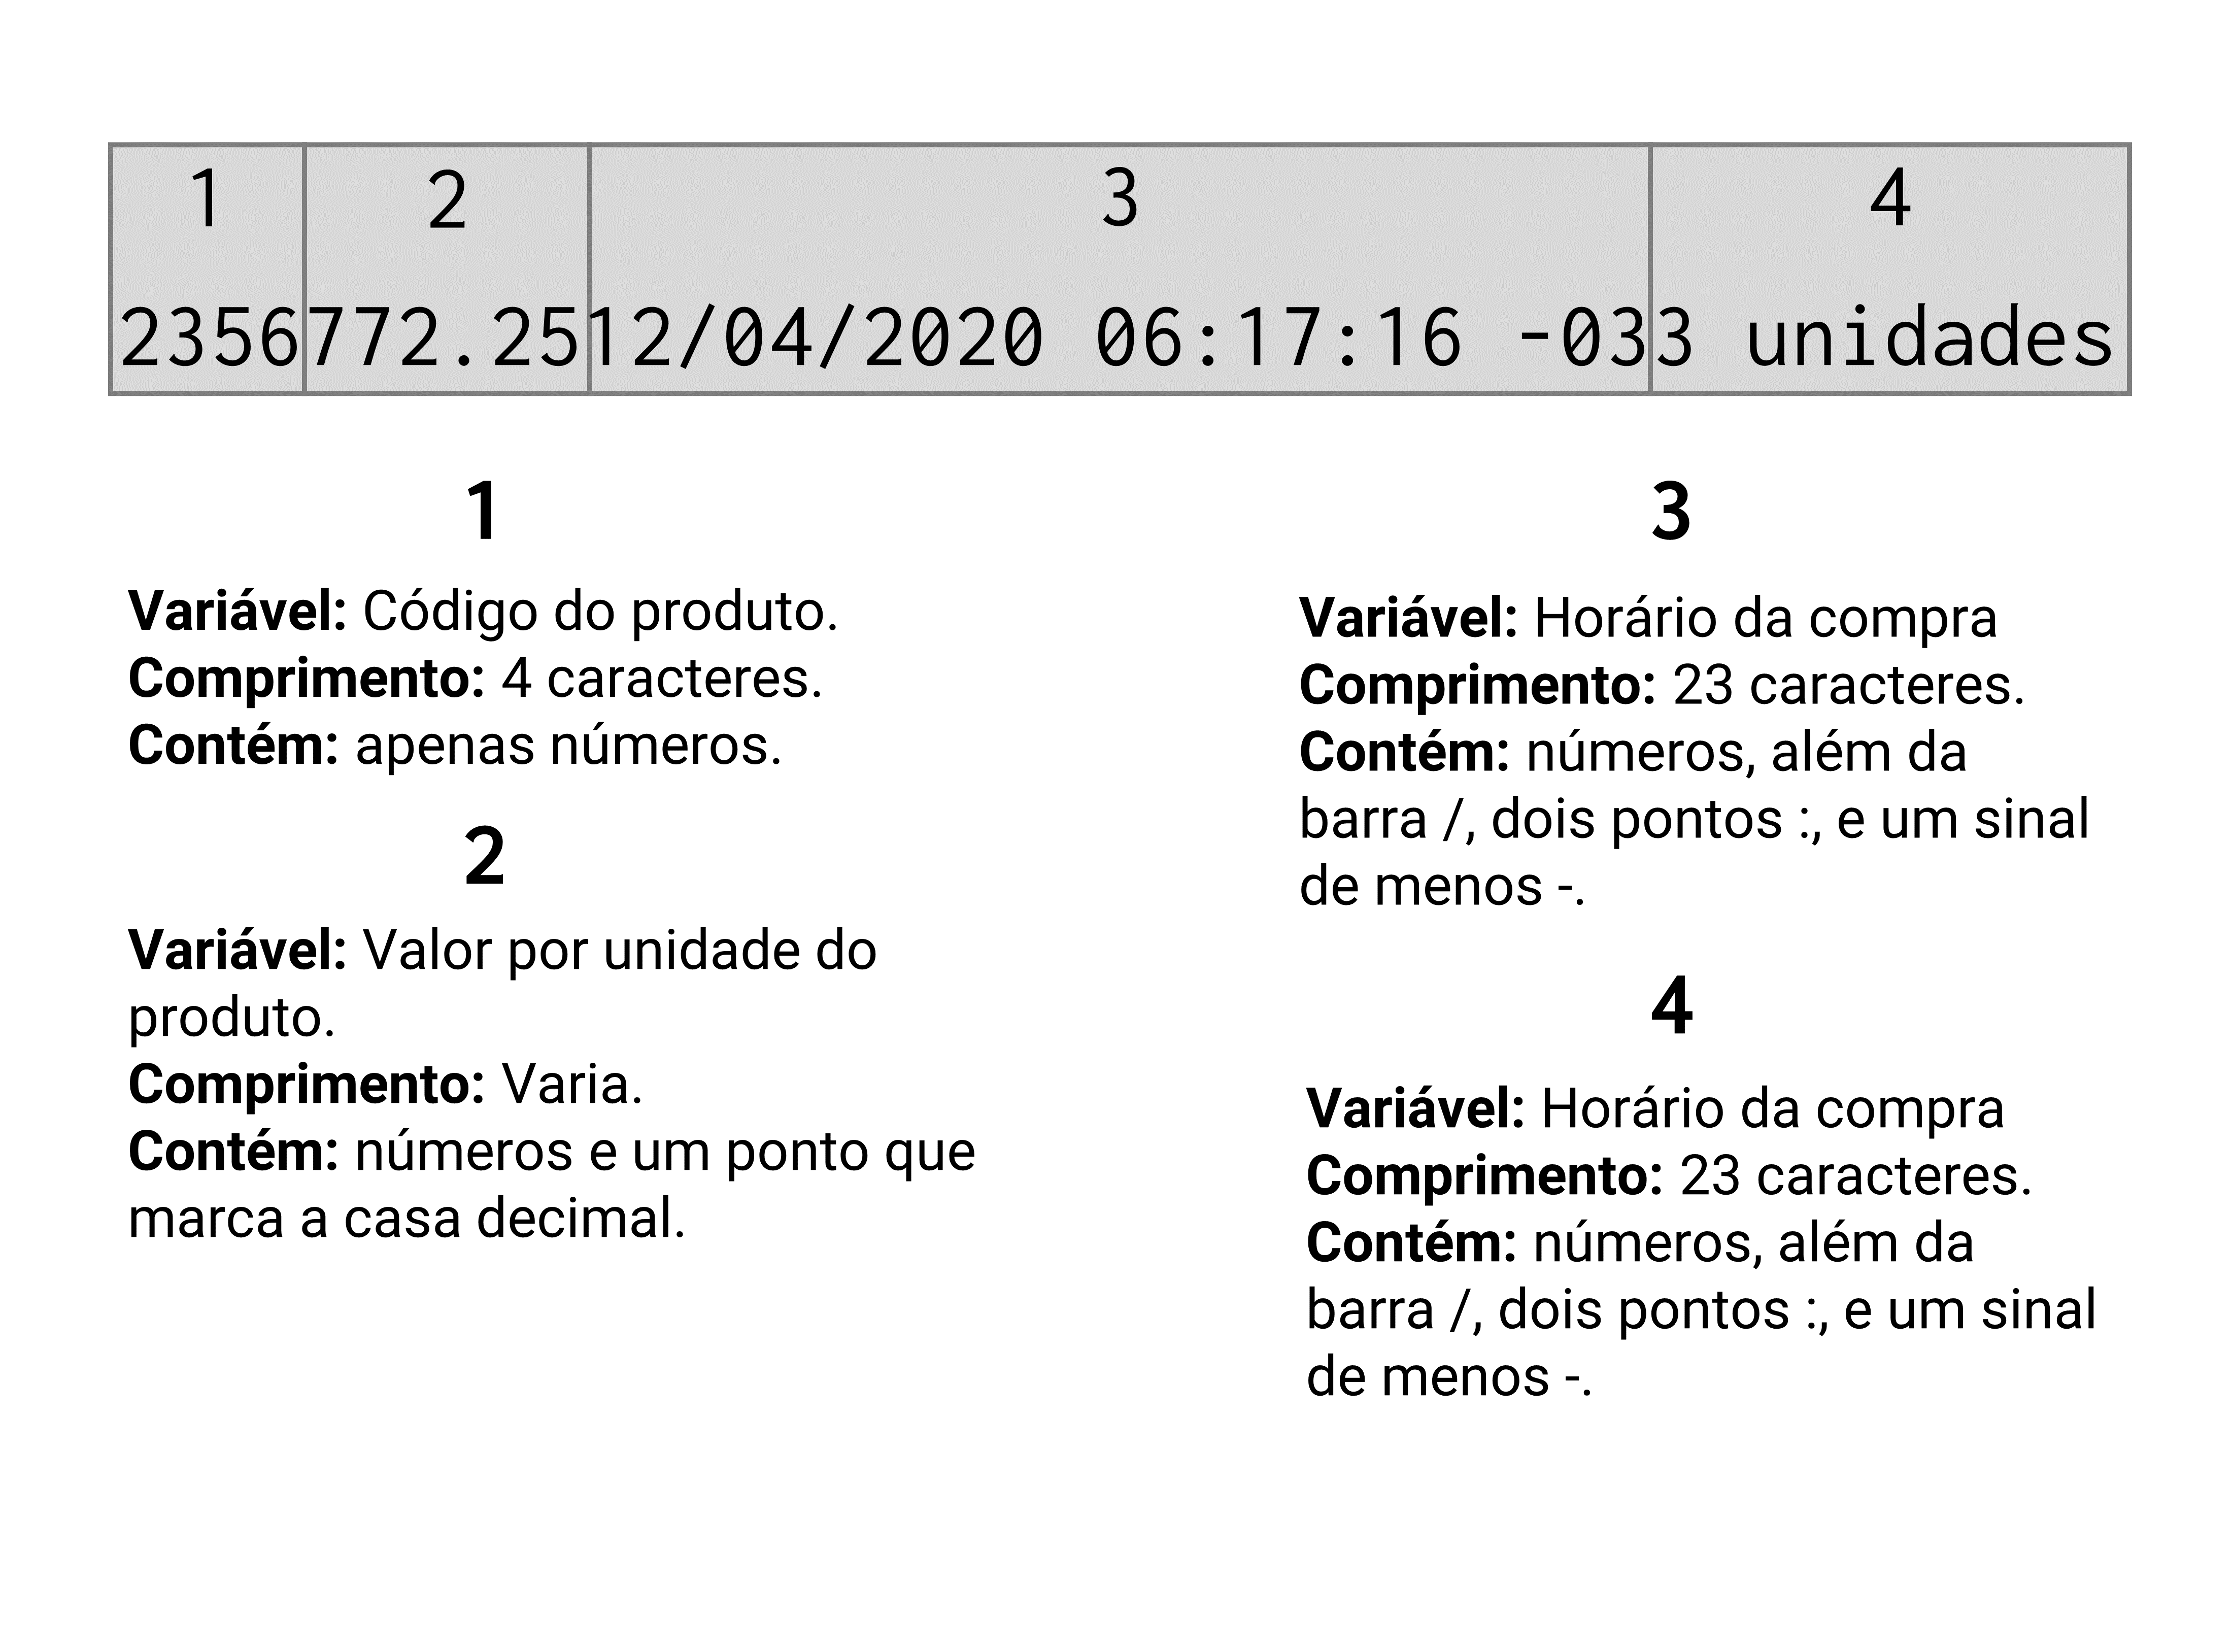 1 2 3 4
2356 772.25 12/04/2020 06:17:16 -03 3 unidades
1
Variável: Código do produto.
Comprimento: 4 caracteres.
Contém: apenas números.
2
Variável: Valor por unidade do
produto.
Comprimento: Varia.
Contém: números e um ponto que
marca a casa decimal.
3
Variável: Horário da compra
Comprimento: 23 caracteres.
Contém: números, além da
barra /, dois pontos :, e um sinal
de menos -.
4
Variável: Horário da compra
Comprimento: 23 caracteres.
Contém: números, além da
barra /, dois pontos :, e um sinal
de menos -.